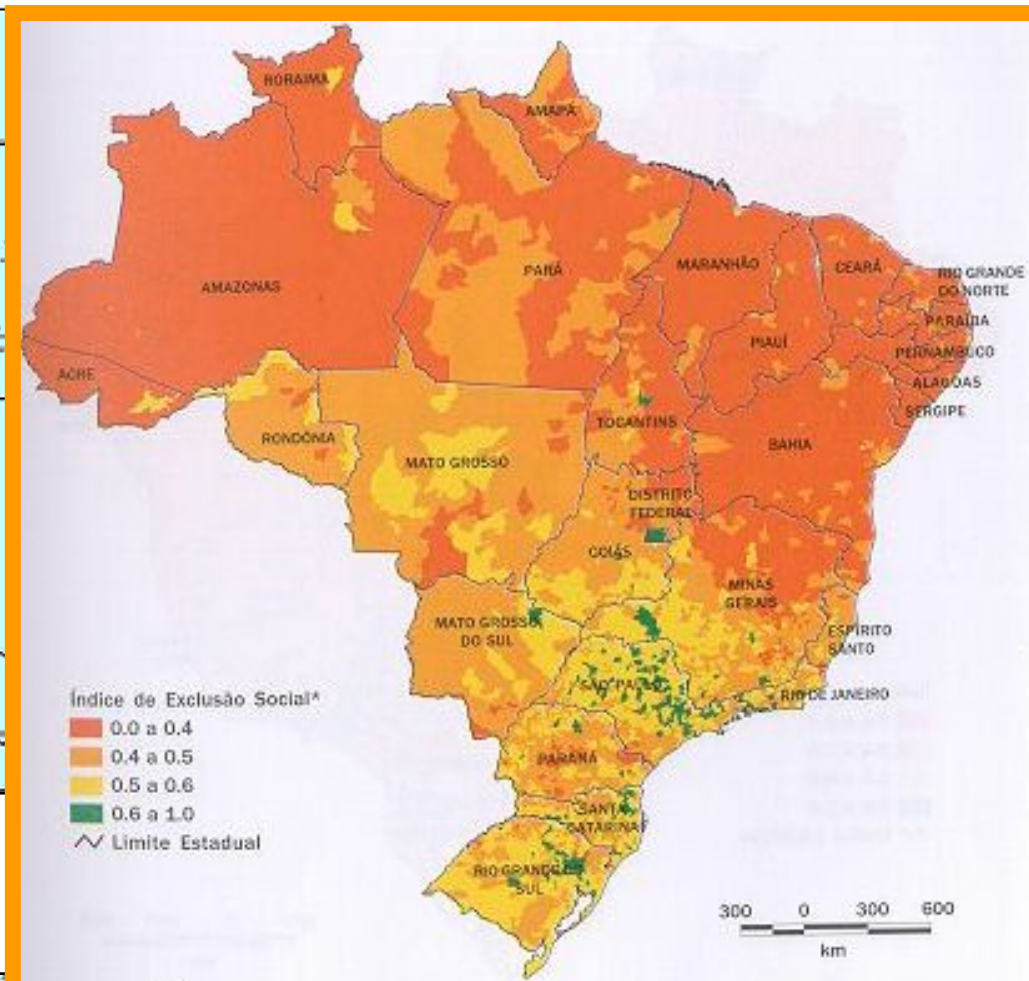 RORAIMA
AMAPÁ
AMAZONAS
PARÁ
MARANHÃO
CEARÁ
RIO GRANDE
DO NORTE
PARAÍBA
PIAUÍ
PERNAMBUCO
ACRE
ALAGOAS
SERGIPE
TOCANTINS
RONDÔNIA
BAHIA
MATO GROSSO
DISTRITO
FEDERAL
GOIÁS
MINAS
GERAIS
MATO GROSSO
DO SUL
ESPÍRITO
SANTO
SÃO PAULO
RIO DE JANEIRO
Índice de Exclusão Social*
0.0 a 0.4
0.4 a 0.5
PARANÁ
0.5 a 0.6
0.6 a 1.0
SANTA
CATARINA
Limite Estadual
RIO GRANDE DO
SUL
300 0 300 600
km